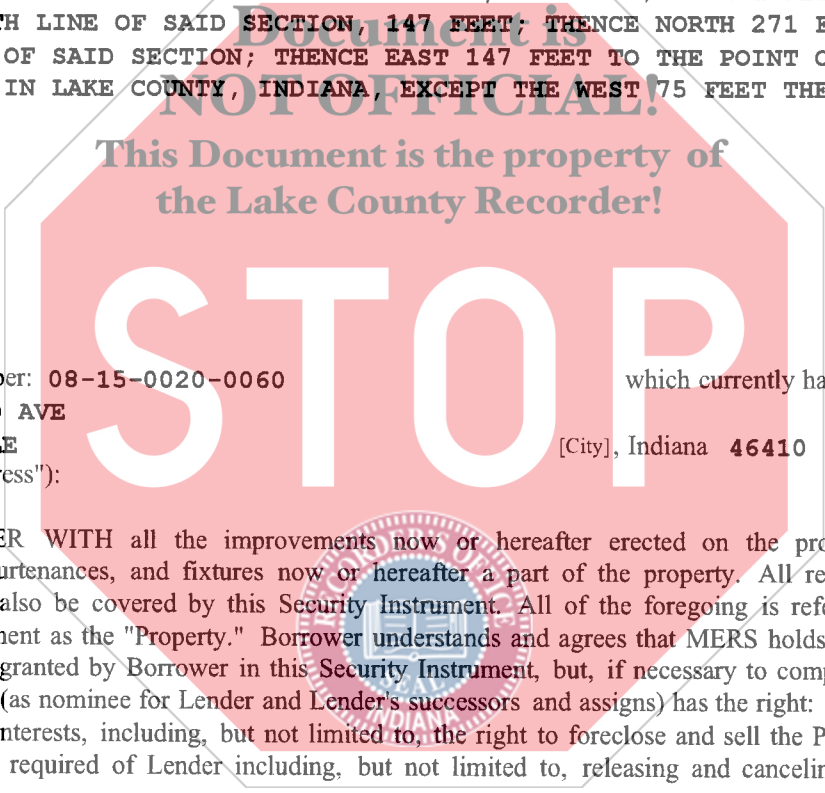 TH LINE OF SAID SECTION, 147 FEET; THENCE NORTH 271
Document is
OF SAID SECTION; THENCE EAST 147 FEET TO THE POINT
IN LAKE COUNTY, INDIANA, EXCEPT THE WEST 75 FEET THE
NOT OFFICIAL!
This Document is the property of
the Lake County Recorder!
STOP
ber: 08-15-0020-0060 which currently ha
AVE
LE [City], Indiana 46410
ress"):
ER WITH all the improvements now or hereafter erected on the pro
urtenances, and fixtures now or hereafter a part of the property. All re
also be covered by this Security Instrument. All of the foregoing is refe
ment as the "Property." Borrower understands and agrees that MERS holds
granted by Borrower in this Security Instrument, but, if necessary to comp
(as nominee for Lender and Lender's successors and assigns) has the right:
nterests, including, but not limited to, the right to foreclose and sell the P
required of Lender including, but not limited to, releasing and cancelin
RECORDERS OFFICE
SEAL
INDIANA